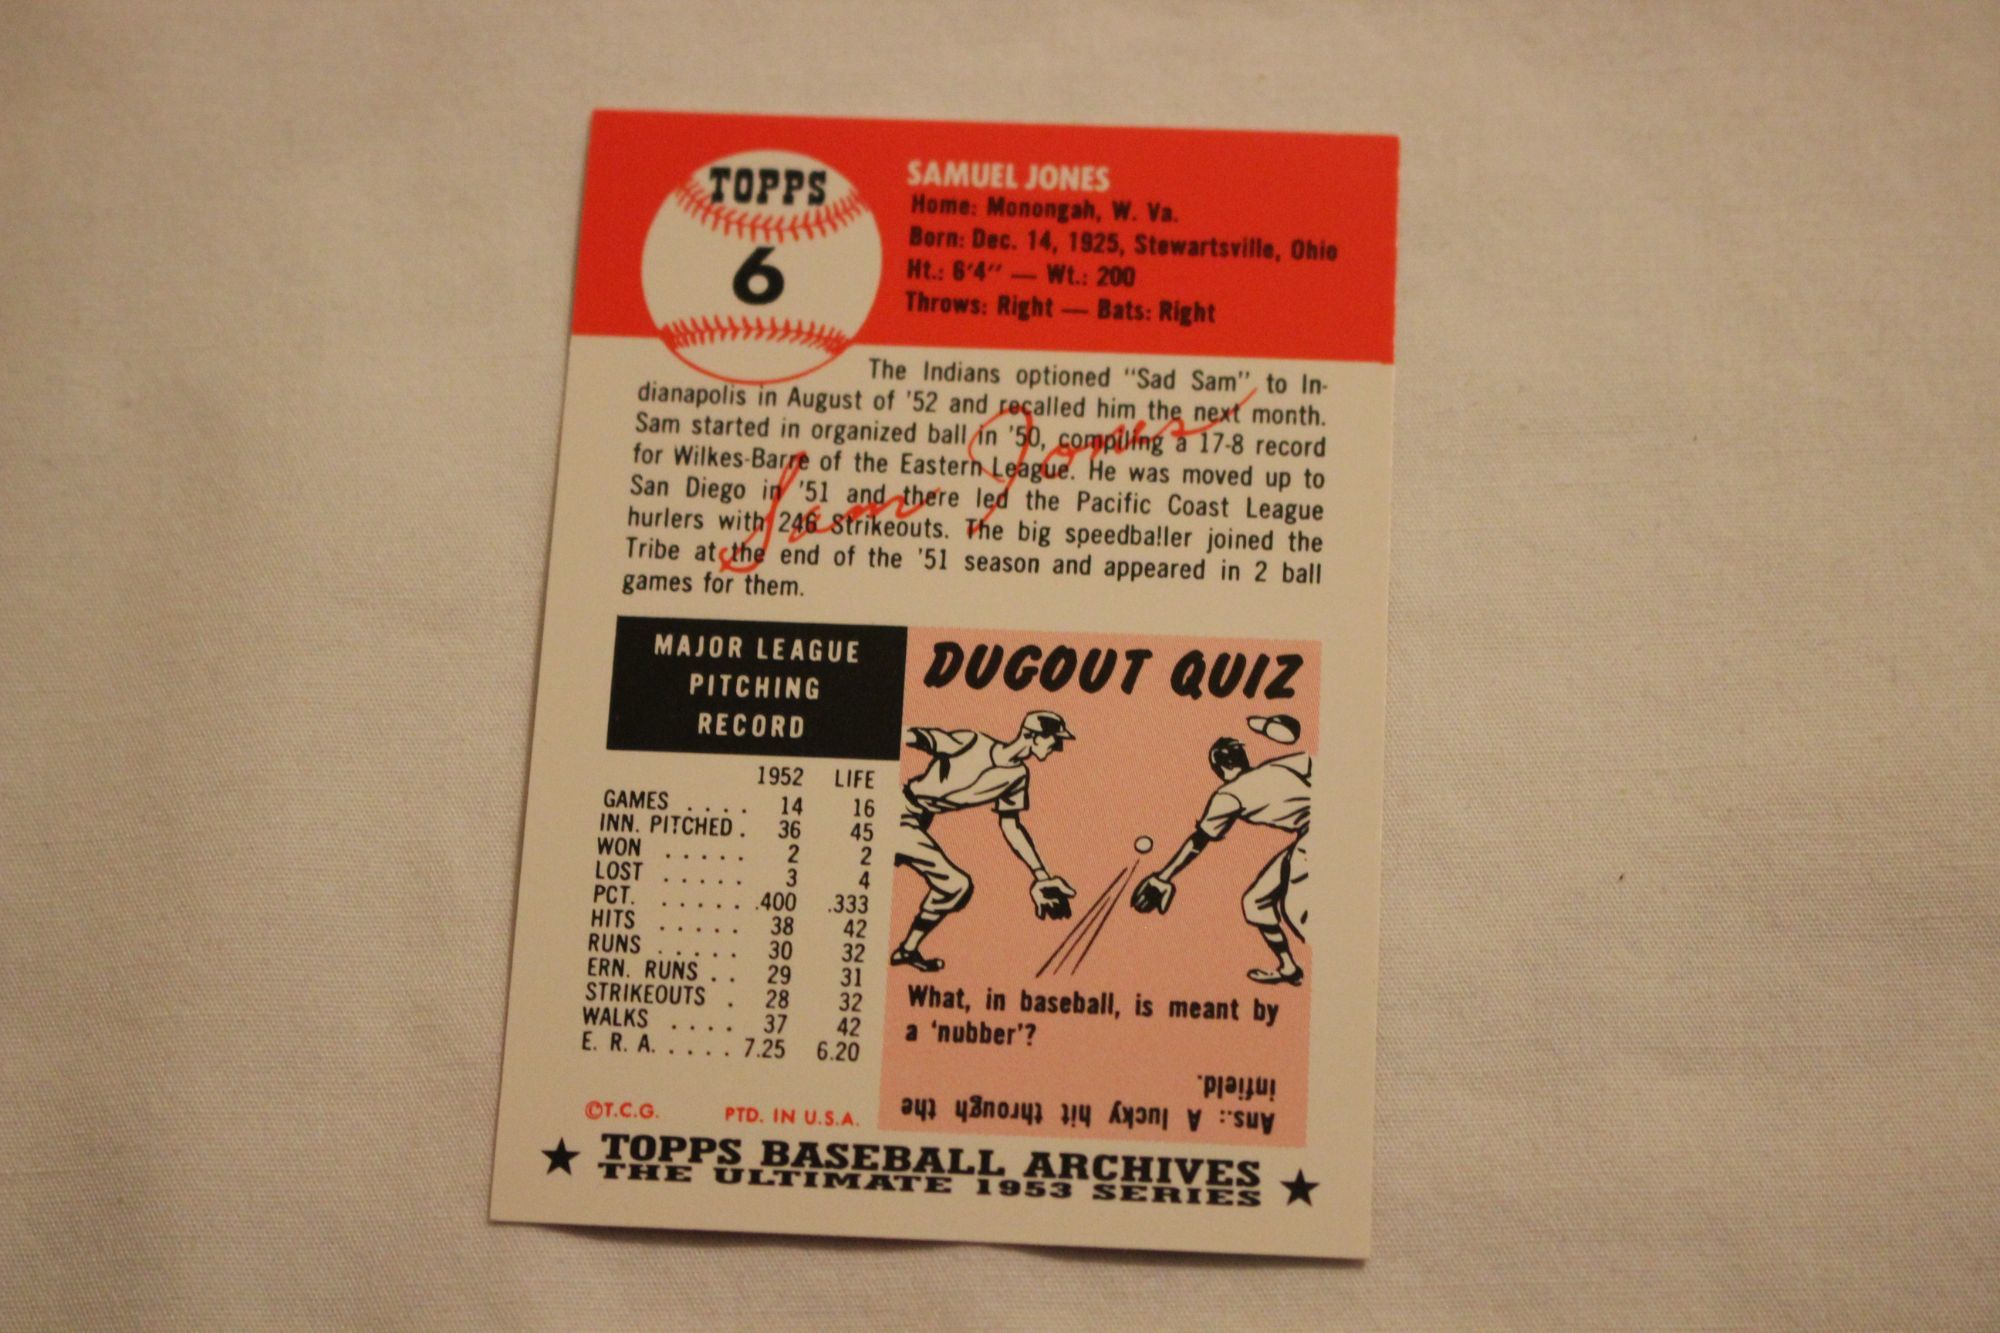 TOPPS
6
SAMUEL JONES
Home: Monongah, W. Va.
Born: Dec. 14, 1925, Stewartsville, Ohio
Ht.: 6'4" — Wt.: 200
Throws: Right — Bats: Right
The Indians optioned "Sad Sam" to In-
dianapolis in August of '52 and recalled him the next month.
Sam started in organized ball in '50, compiling a 17-8 record
for Wilkes-Barre of the Eastern League. He was moved up to
San Diego in '51 and there led the Pacific Coast League
hurlers with 246 Strikeouts. The big speedballer joined the
Tribe at the end of the '51 season and appeared in 2 ball
games for them.
Sam Jones
MAJOR LEAGUE
PITCHING
RECORD
1952 LIFE
GAMES . . . . 14 16
INN. PITCHED . 36 45
WON . . . . . 2 2
LOST . . . . . 3 4
PCT. . . . . . .400 .333
HITS . . . . . 38 42
RUNS . . . . . 30 32
ERN. RUNS . . 29 31
STRIKEOUTS . 28 32
WALKS . . . . 37 42
E. R. A. . . . . . 7.25 6.20
©T.C.G. PTD. IN U.S.A.
DUGOUT QUIZ
What, in baseball, is meant by
a 'nubber'?
Ans.: A lucky hit through the
infield.
★ TOPPS BASEBALL ARCHIVES ★
THE ULTIMATE 1953 SERIES